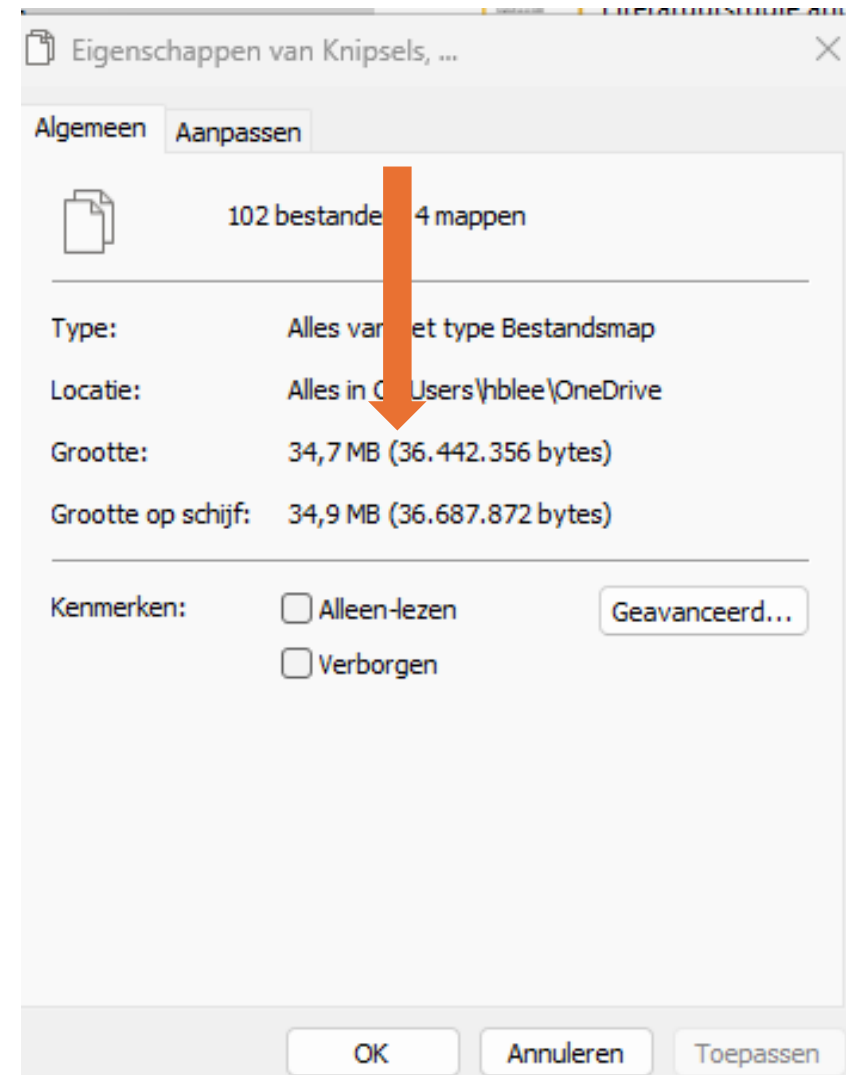 Eigenschappen van Knipsels, ...
Algemeen Aanpassen
102 bestande 4 mappen
Type: Alles van et type Bestandsmap
Locatie: Alles in C Users\hblee\OneDrive
Grootte: 34,7 MB (36.442.356 bytes)
Grootte op schijf: 34,9 MB (36.687.872 bytes)
Kenmerken: Alleen-lezen Geavanceerd...
Verborgen
OK Annuleren Toepassen